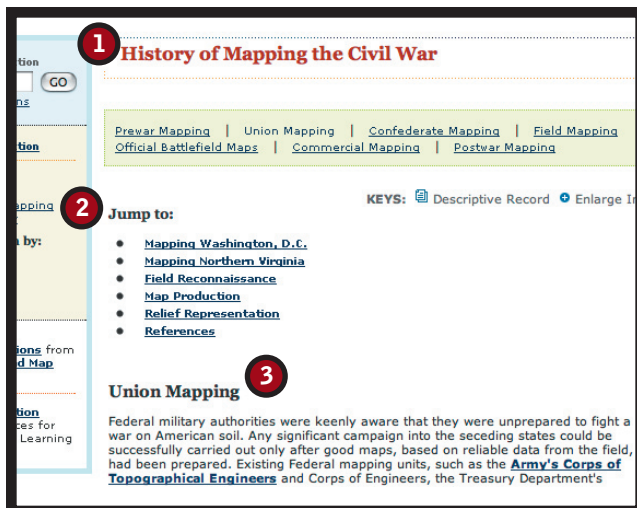 1
History of Mapping the Civil War
GO
Prewar Mapping | Union Mapping | Confederate Mapping | Field Mapping
Official Battlefield Maps | Commercial Mapping | Postwar Mapping
KEYS: Descriptive Record Enlarge
2
Jump to:
Mapping Washington, D.C.
Mapping Northern Virginia
Field Reconnaissance
Map Production
Relief Representation
References
by:
from
Map
for
Learning
3
Union Mapping
Federal military authorities were keenly aware that they were unprepared to fight a
war on American soil. Any significant campaign into the seceding states could be
successfully carried out only after good maps, based on reliable data from the field,
had been prepared. Existing Federal mapping units, such as the Army's Corps of
Topographical Engineers and Corps of Engineers, the Treasury Department's